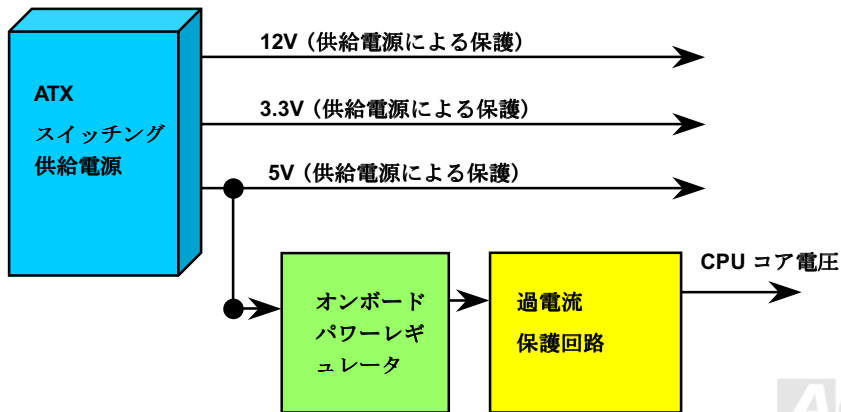 12V (供給電源による保護)
ATX
スイッチング
供給電源
3.3V (供給電源による保護)
5V (供給電源による保護)
オンボード
パワーレギ
ュレータ
過電流
保護回路
CPU コア電圧